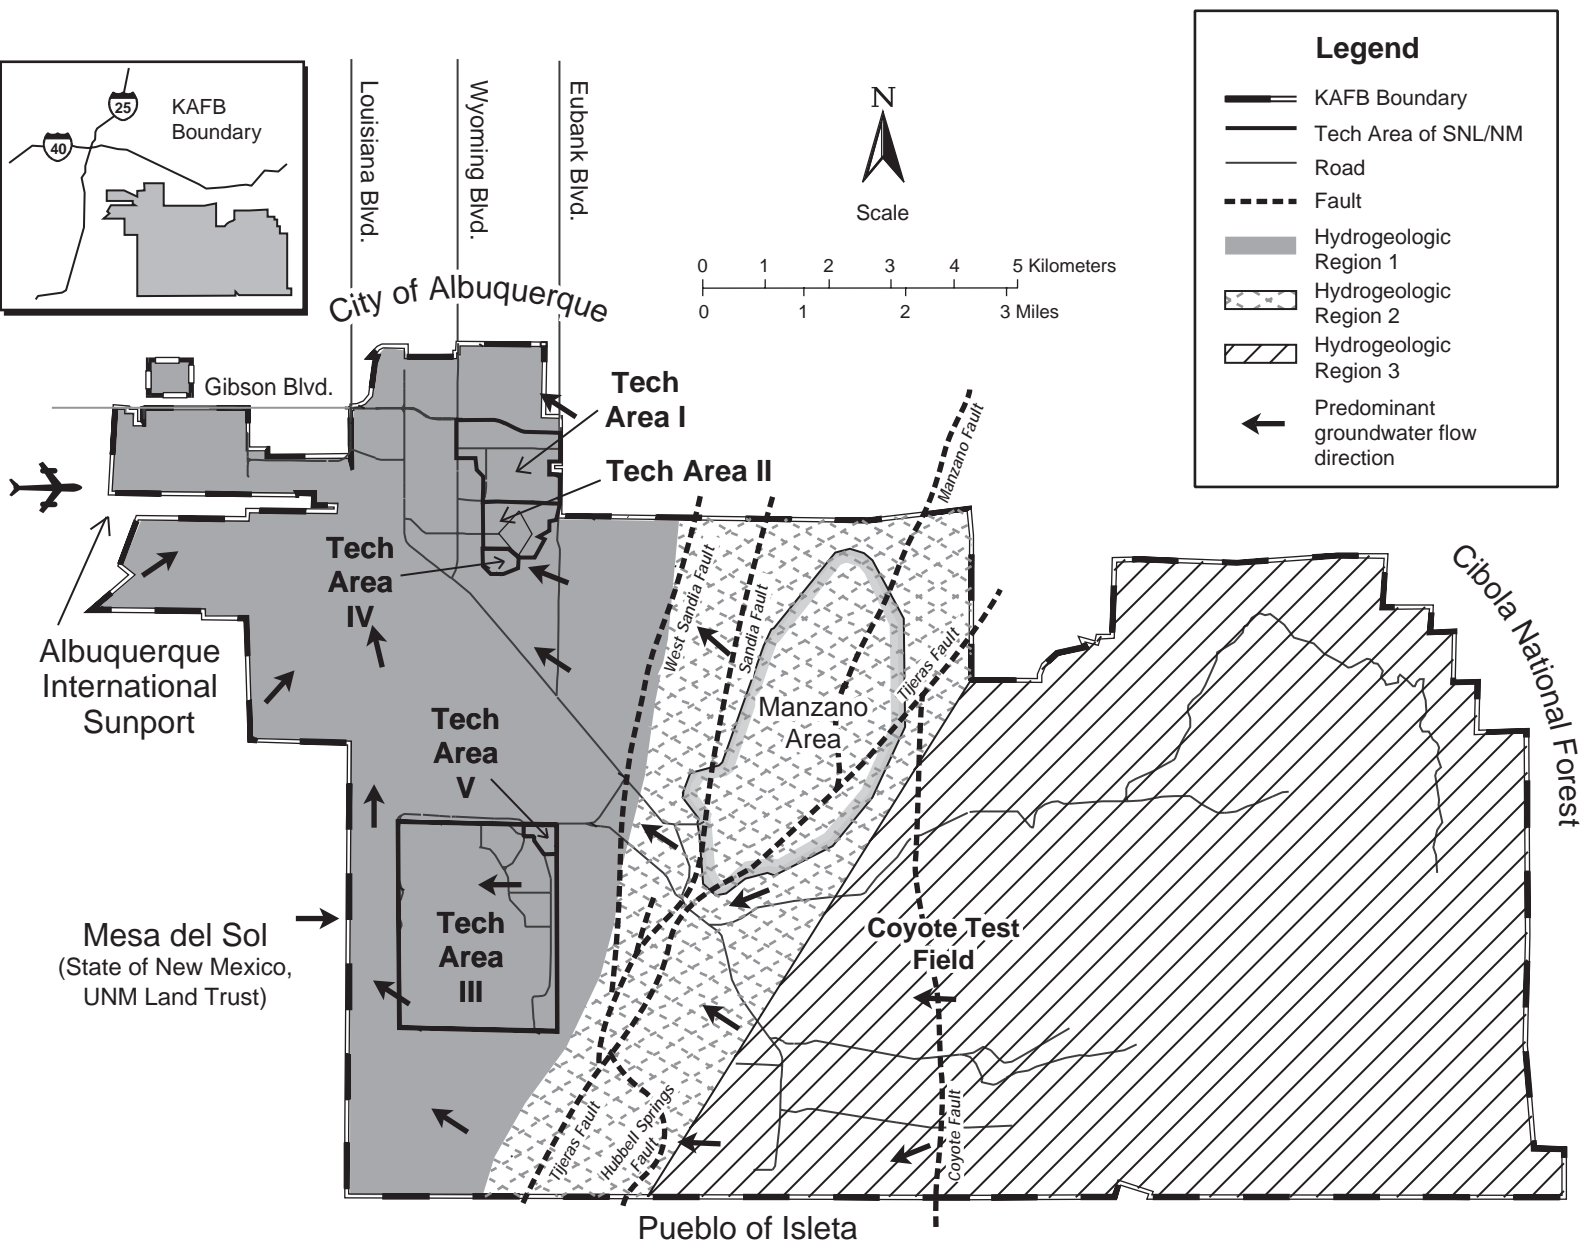 Legend
KAFB Boundary
Tech Area of SNL/NM
Road
Fault
Hydrogeologic
Region 1
Hydrogeologic
Region 2
Hydrogeologic
Region 3
Predominant
groundwater flow
direction
25
40
KAFB
Boundary
Louisiana Blvd.
Wyoming Blvd.
Eubank Blvd.
N
Scale
0 1 2 3 4 5 Kilometers
0 1 2 3 Miles
City of Albuquerque
Gibson Blvd.
Tech
Area I
Tech Area II
Tech
Area
IV
Albuquerque
International
Sunport
Manzano Fault
West Sandia Fault
Sandia Fault
Tijeras Fault
Manzano
Area
Cibola National Forest
Tech
Area
V
Mesa del Sol
(State of New Mexico,
UNM Land Trust)
Tech
Area
III
Coyote Test
Field
Tijeras Fault
Hubbell Springs
Fault
Coyote Fault
Pueblo of Isleta